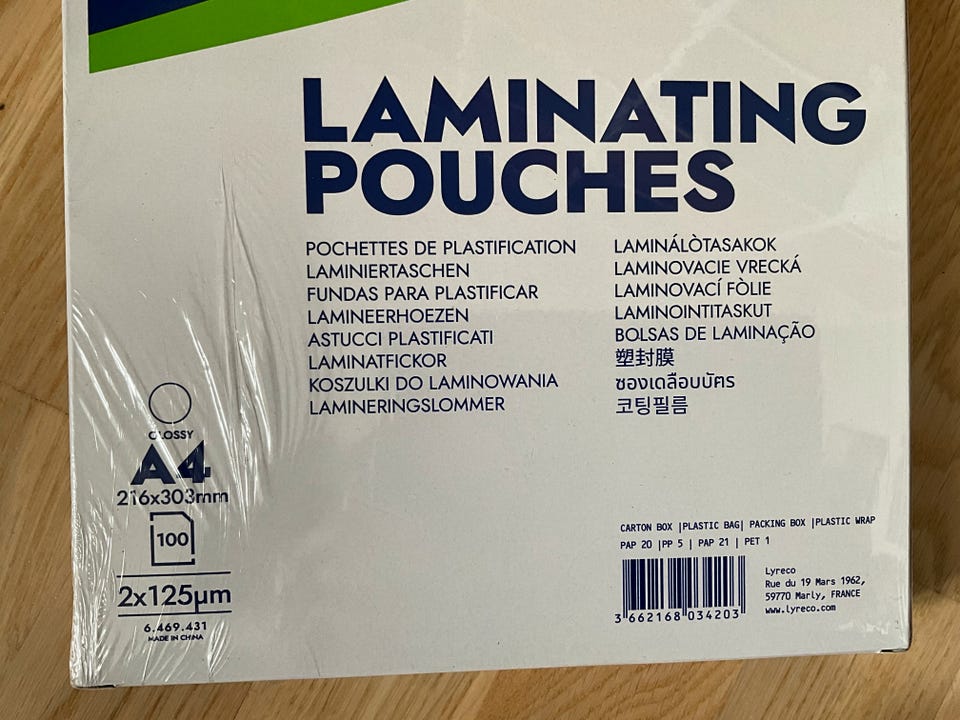 LAMINATING
POUCHES
POCHETTES DE PLASTIFICATION
LAMINIERTASCHEN
FUNDAS PARA PLASTIFICAR
LAMINEERHOEZEN
ASTUCCI PLASTIFICATI
LAMINATFICKOR
KOSZULKI DO LAMINOWANIA
LAMINERINGSLOMMER
LAMINÁLÒTASAKOK
LAMINOVACIE VRECKÁ
LAMINOVACÍ FÒLIE
LAMINOINTITASKUT
BOLSAS DE LAMINAÇÃO
塑封膜
ซองเดลือบบัตร
코팅필름
GLOSSY
A4
216x303mm
100
2x125µm
6.469.431
MADE IN CHINA
CARTON BOX |PLASTIC BAG| PACKING BOX |PLASTIC WRAP
PAP 20 |PP 5 | PAP 21 | PET 1
3 662168 034203
Lyreco
Rue du 19 Mars 1962,
59770 Marly, FRANCE
www.lyreco.com